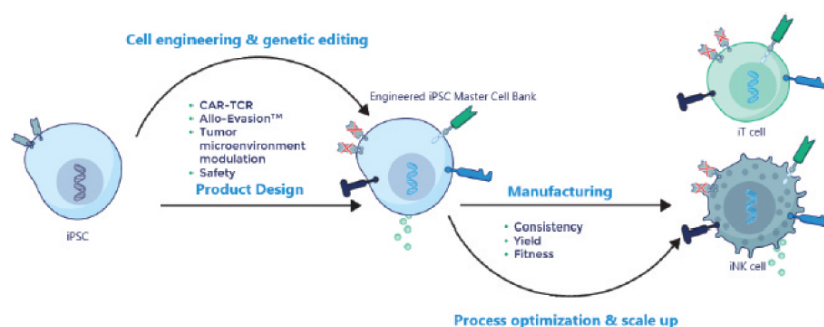 Cell engineering & genetic editing
CAR-TCR
Allo-Evasion™
Tumor
microenvironment
modulation
Safety
Product Design
iPSC
Engineered iPSC Master Cell Bank
Manufacturing
Consistency
Yield
Fitness
Process optimization & scale up
iT cell
iNK cell